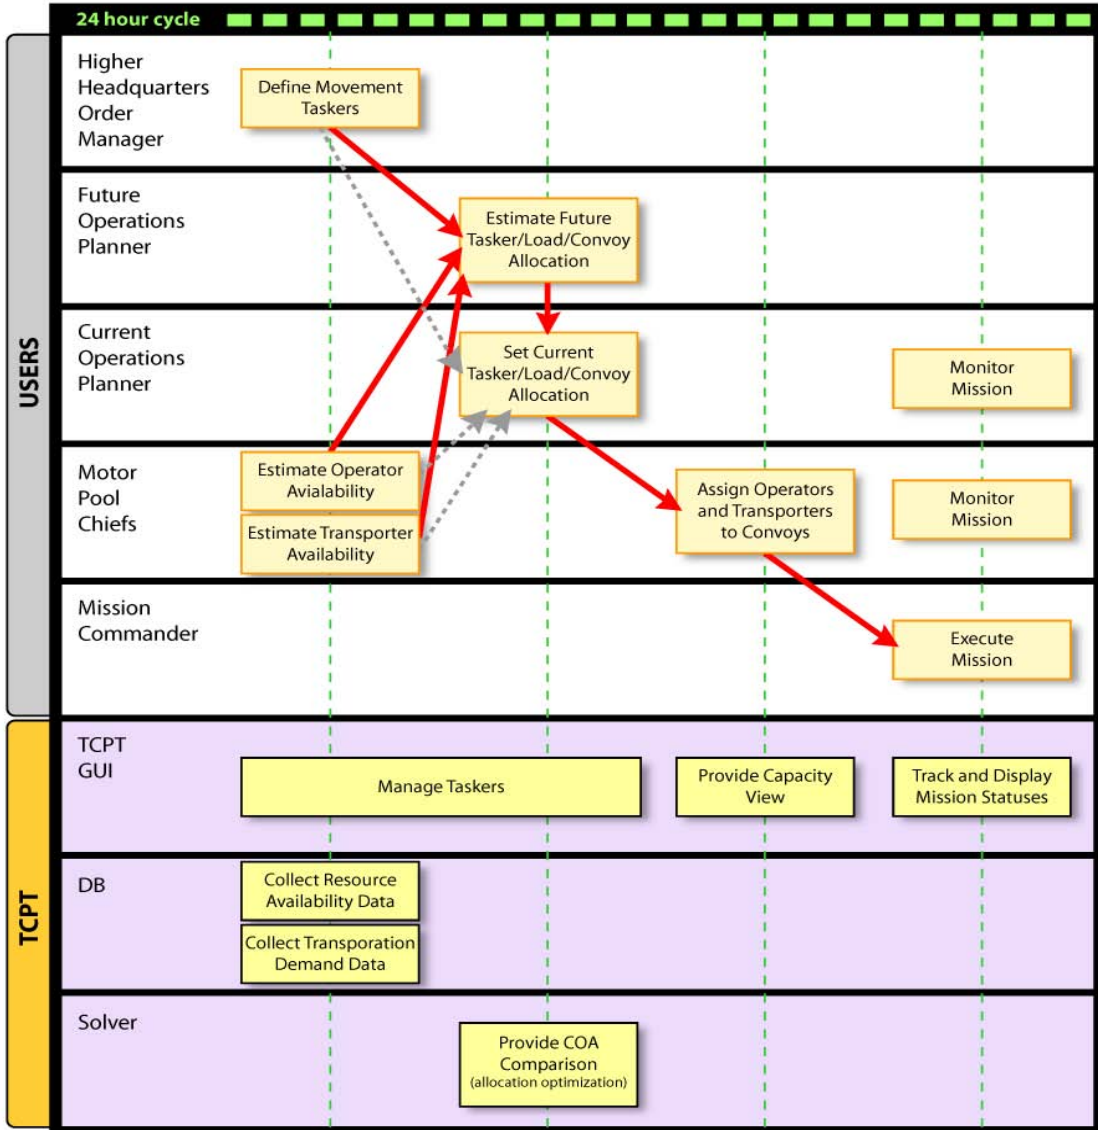 24 hour cycle
USERS
Higher
Headquarters
Order
Manager
Define Movement
Taskers
Future
Operations
Planner
Estimate Future
Tasker/Load/Convoy
Allocation
Current
Operations
Planner
Set Current
Tasker/Load/Convoy
Allocation
Monitor
Mission
Motor
Pool
Chiefs
Estimate Operator
Avialability
Estimate Transporter
Availability
Assign Operators
and Transporters
to Convoys
Monitor
Mission
Mission
Commander
Execute
Mission
TCPT
TCPT
GUI
Manage Taskers
Provide Capacity
View
Track and Display
Mission Statuses
DB
Collect Resource
Availability Data
Collect Transporation
Demand Data
Solver
Provide COA
Comparison
(allocation optimization)